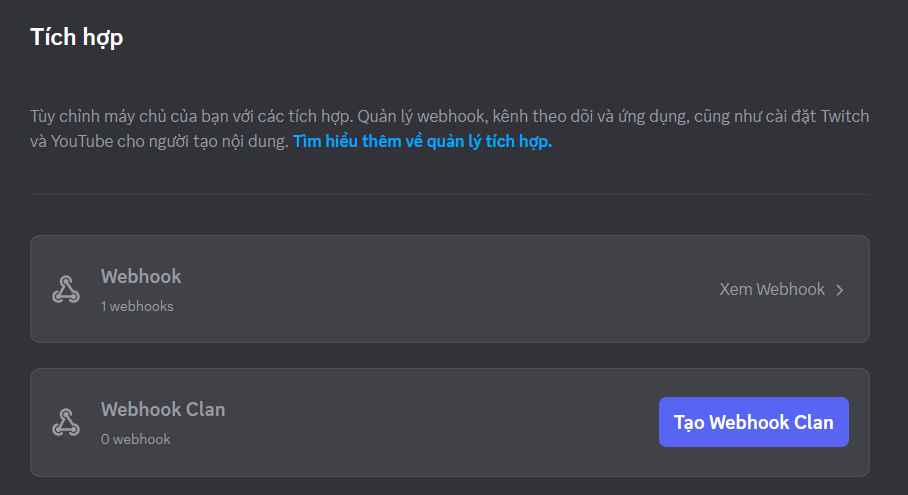 Tích hợp
Tùy chỉnh máy chủ của bạn với các tích hợp. Quản lý webhook, kênh theo dõi và ứng dụng, cũng như cài đặt Twitch
và YouTube cho người tạo nội dung. Tìm hiểu thêm về quản lý tích hợp.
Webhook
1 webhooks
Xem Webhook
Webhook Clan
0 webhook
Tạo Webhook Clan